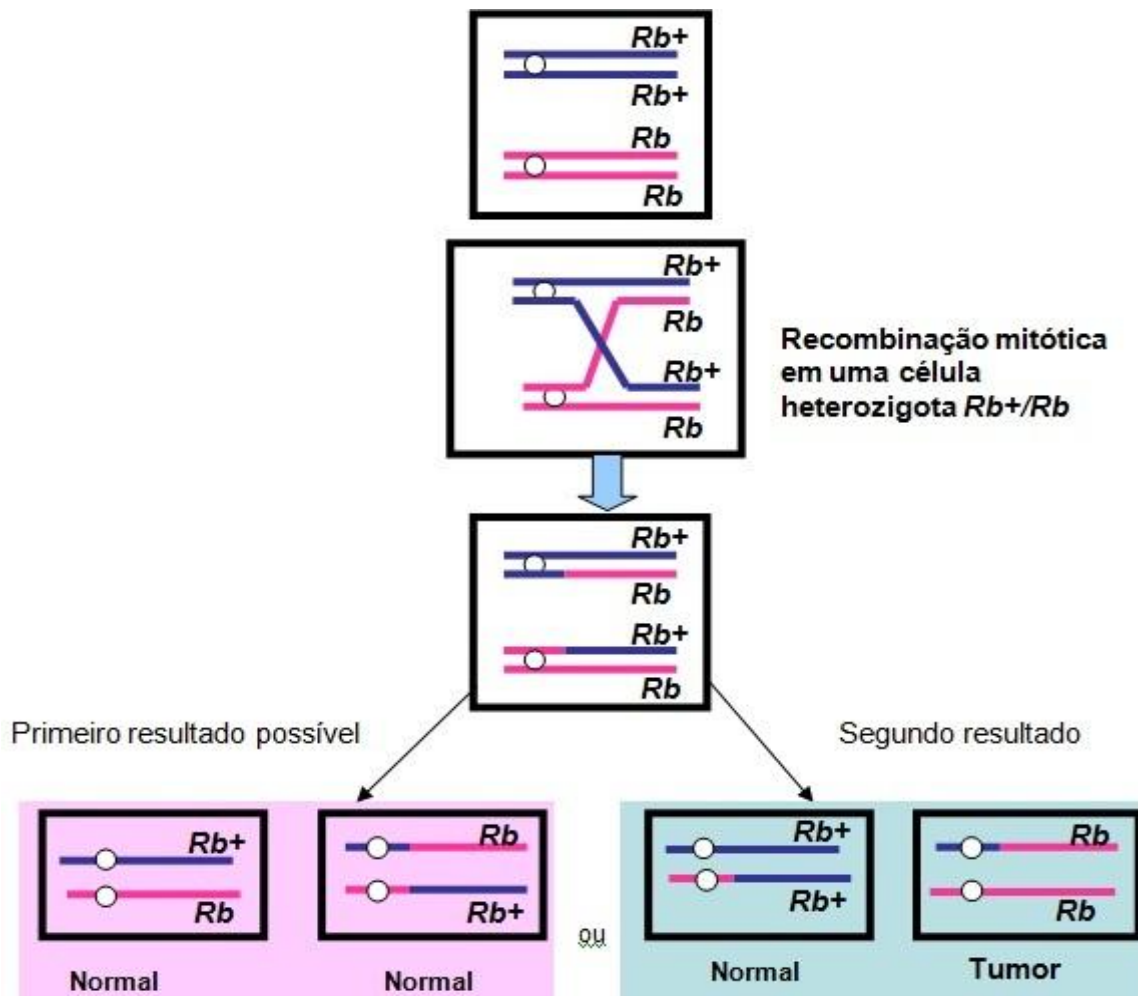 Rb+
Rb+
Rb
Rb
Rb+
Rb
Rb+
Rb
Recombinação mitótica
em uma célula
heterozigota Rb+/Rb
Rb+
Rb
Rb+
Rb
Primeiro resultado possível
Segundo resultado
Rb+
Rb
Normal
Rb
Rb+
Normal
ou
Rb+
Rb+
Normal
Rb
Rb
Tumor